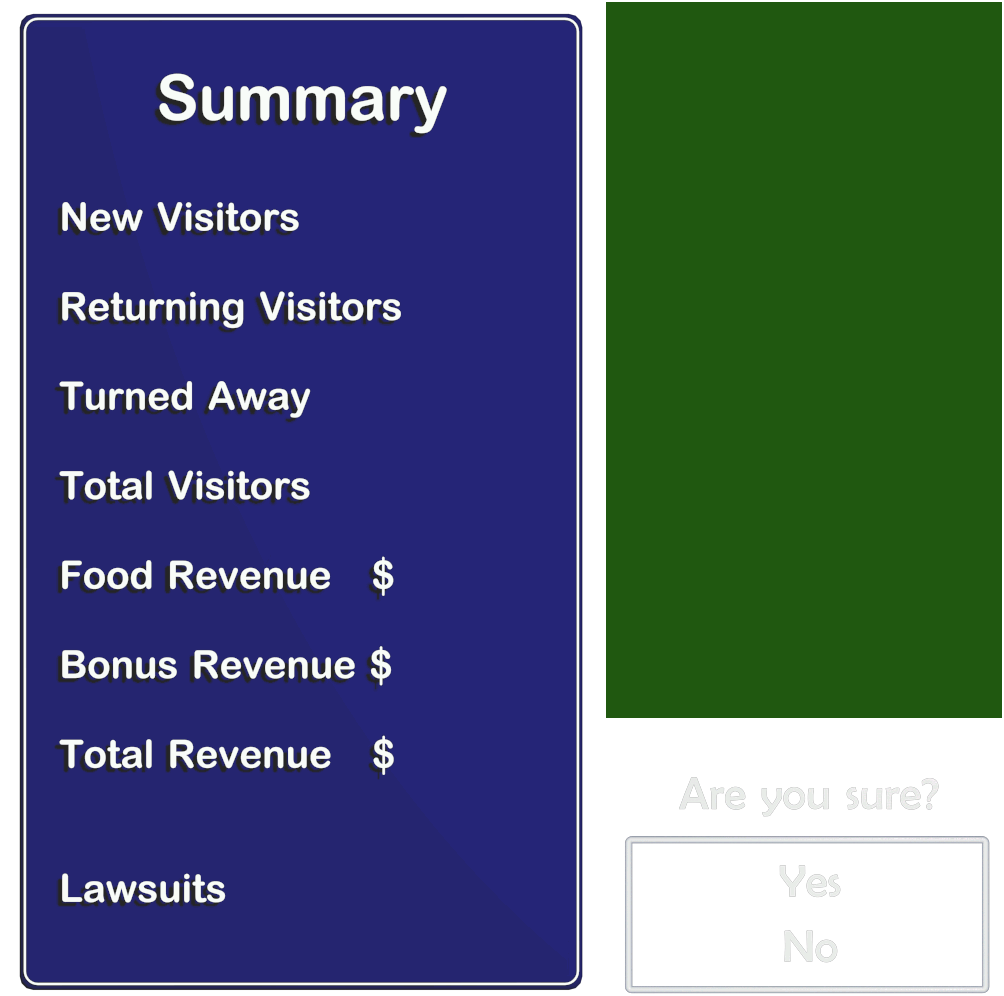 Summary
New Visitors
Returning Visitors
Turned Away
Total Visitors
Food Revenue $
Bonus Revenue $
Total Revenue $
Lawsuits
Are you sure?
Yes
No